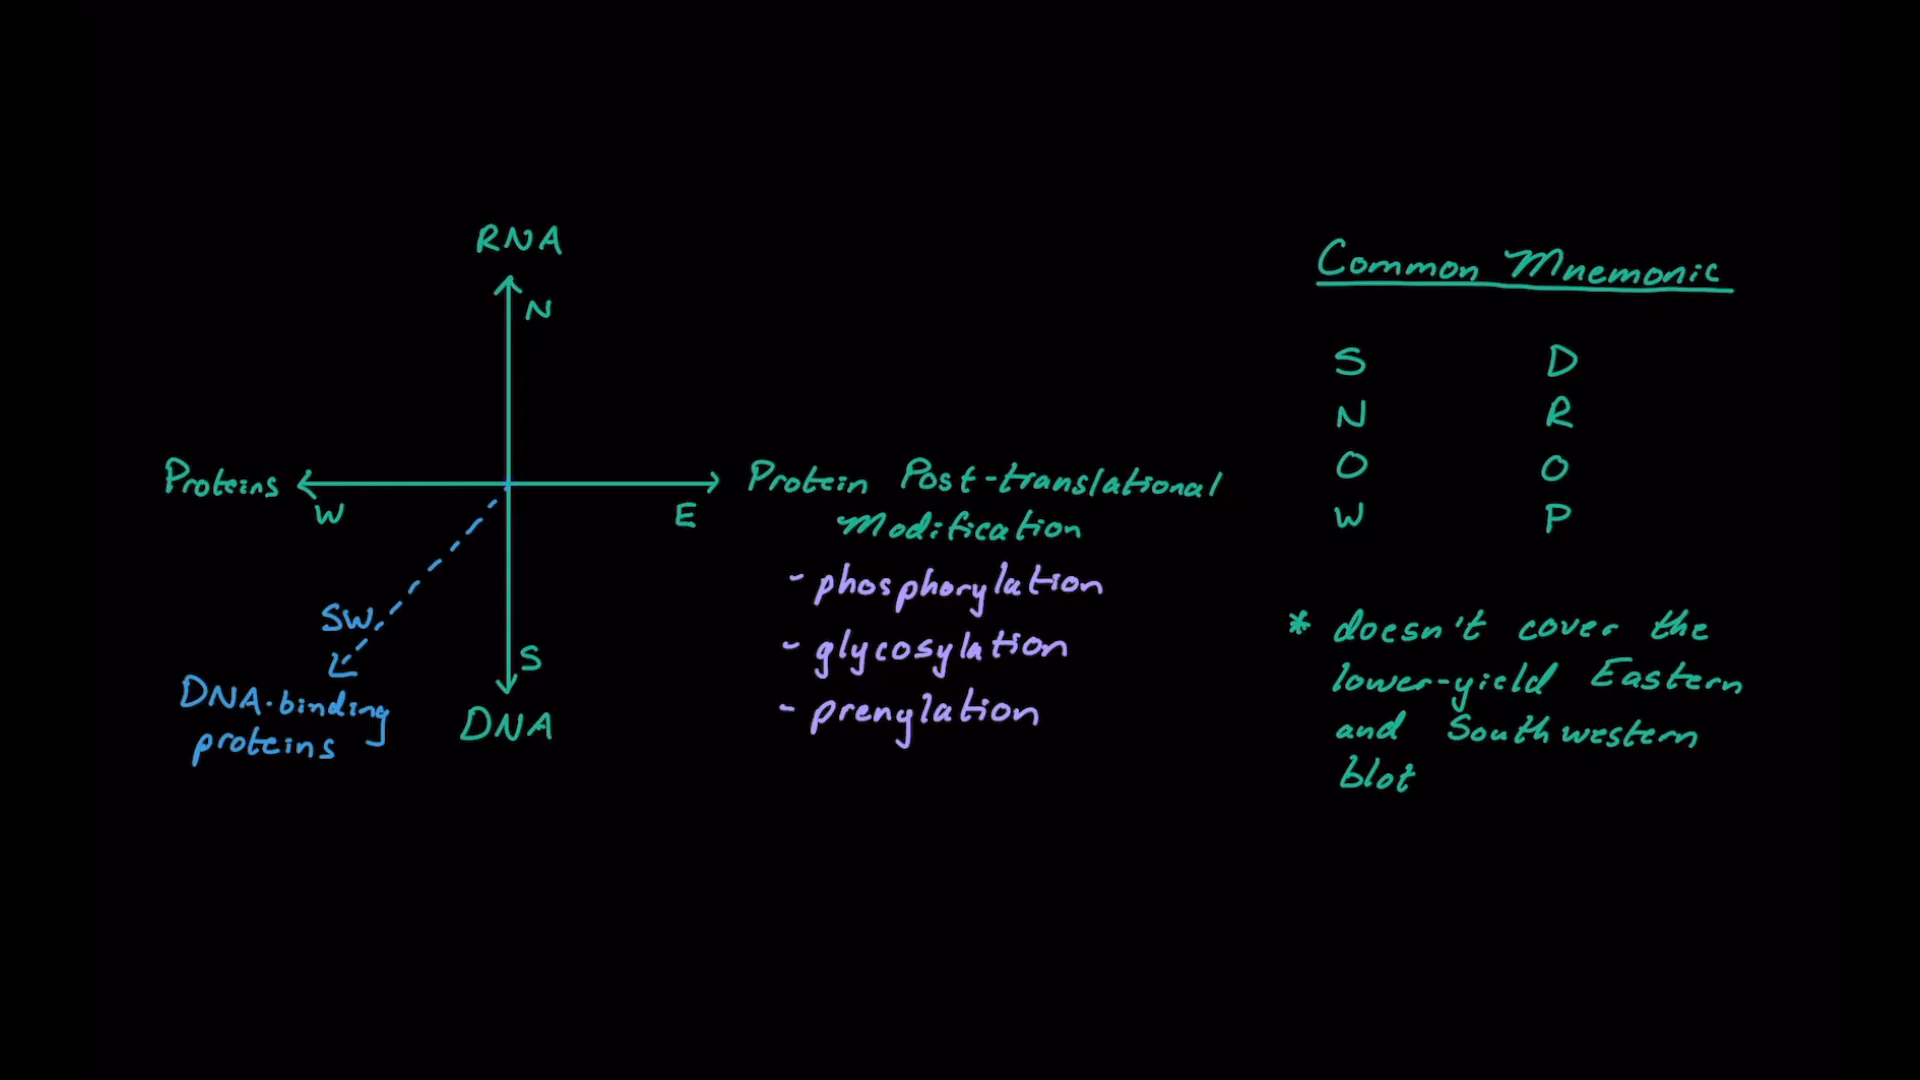 RNA
N
Proteins
W
E
Protein Post-translational
Modification
- phosphorylation
- glycosylation
- prenylation
SW
DNA-binding
proteins
S
DNA
Common Mnemonic
S D
N R
O O
W P
* doesn't cover the
lower-yield Eastern
and Southwestern
blot